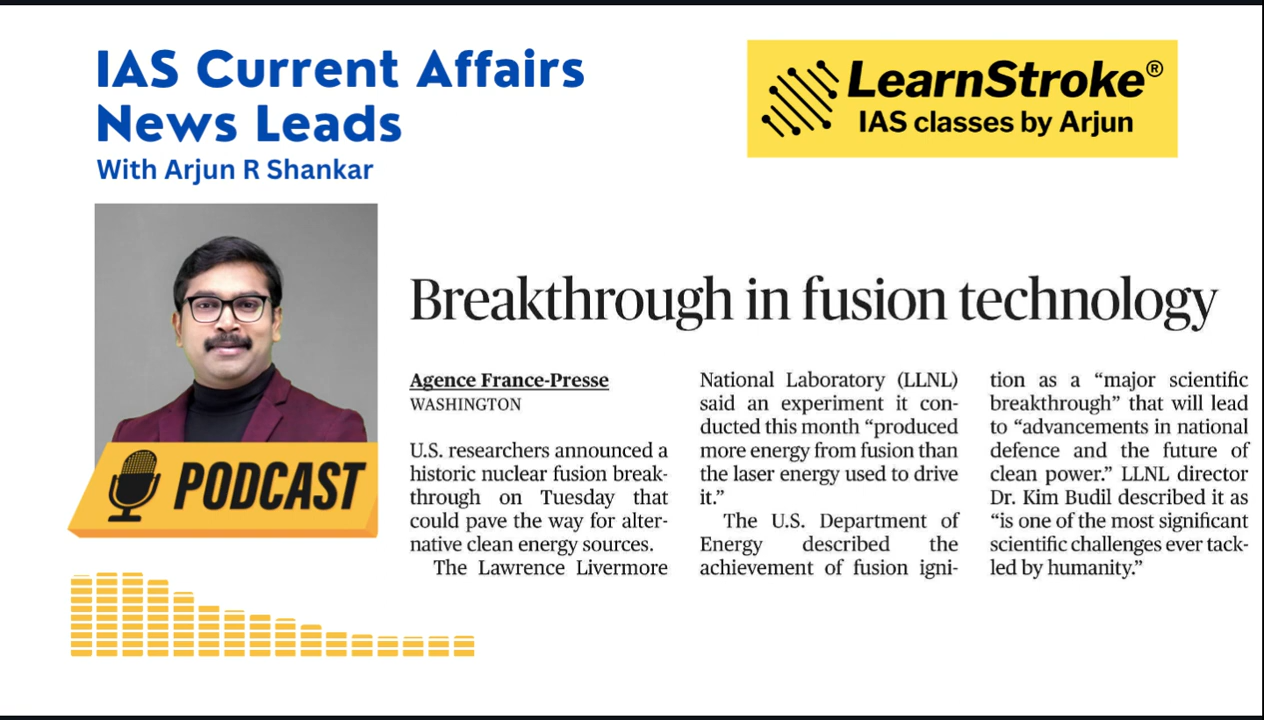 IAS Current Affairs
News Leads
With Arjun R Shankar
LearnStroke®
IAS classes by Arjun
PODCAST
Breakthrough in fusion technology
Agence France-Presse
WASHINGTON
U.S. researchers announced a
historic nuclear fusion break-
through on Tuesday that
could pave the way for alter-
native clean energy sources.
The Lawrence Livermore
National Laboratory (LLNL)
said an experiment it con-
ducted this month “produced
more energy from fusion than
the laser energy used to drive
it.”
The U.S. Department of
Energy described the
achievement of fusion igni-
tion as a “major scientific
breakthrough” that will lead
to “advancements in national
defence and the future of
clean power.” LLNL director
Dr. Kim Budil described it as
“is one of the most significant
scientific challenges ever tack-
led by humanity.”